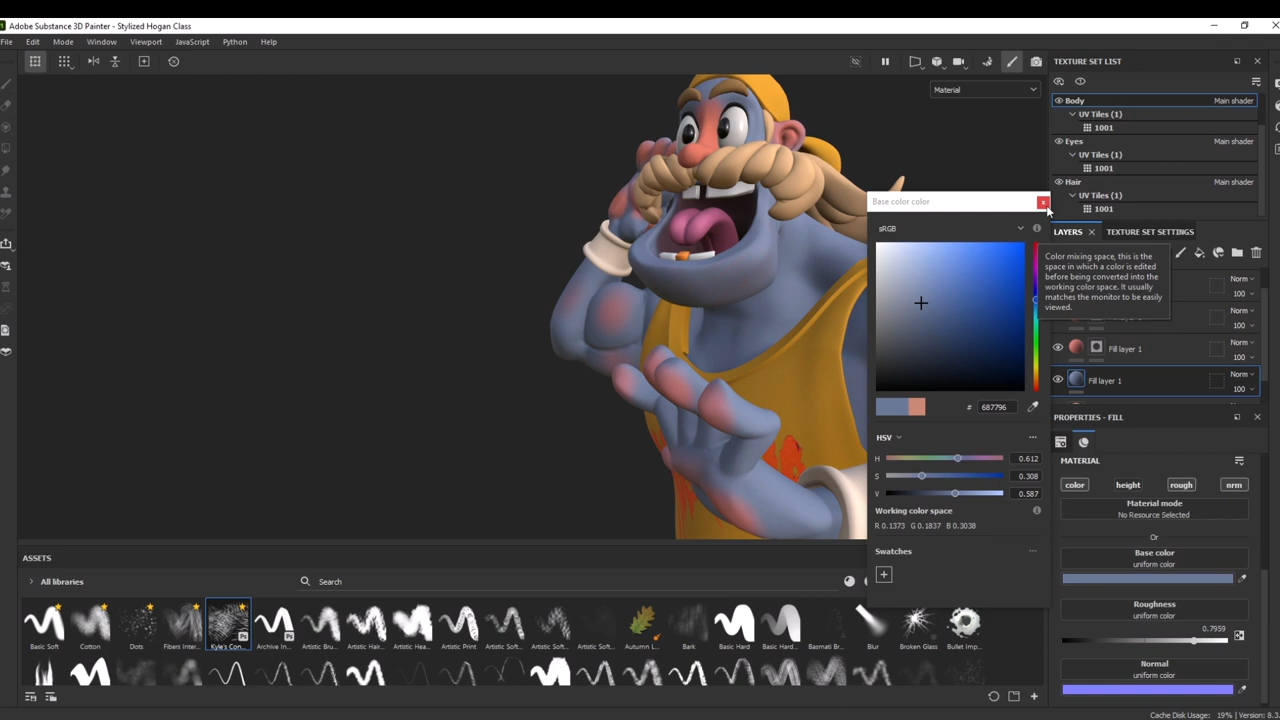 Adobe Substance 3D Painter - Stylized Hogan Class
File Edit Mode Window Viewport JavaScript Python Help
Material
TEXTURE SET LIST
Body Main shader
UV Tiles (1)
1001
Eyes Main shader
UV Tiles (1)
1001
Hair Main shader
UV Tiles (1)
1001
LAYERS TEXTURE SET SETTINGS
Norm
100
Norm
100
Fill layer 1 Norm
100
Fill layer 1 Norm
100
Base color color
x
sRGB
Color mixing space, this is the
space in which a color is edited
before being converted into the
working color space. It usually
matches the monitor to be easily
viewed.
# 687796
HSV
H 0.612
S 0.308
V 0.587
Working color space
R 0.1373 G 0.1837 B 0.3038
Swatches
PROPERTIES - FILL
MATERIAL
color height rough nrm
Material mode
No Resource Selected
Or
Base color
uniform color
Roughness
uniform color
0.7959
Normal
uniform color
ASSETS
All libraries Search
Basic Soft Cotton Dots Fibers Inter... Kyle's Con... Archive In... Artistic Bru... Artistic Hair... Artistic Hea... Artistic Print Artistic Soft... Artistic Soft... Artistic Soft... Autumn L... Bark Basic Hard Basic Hard... Basmati Br... Blur Broken Glass Bullet Imp...
Ps Ps
Cache Disk Usage: 19% | Version: 8.3.